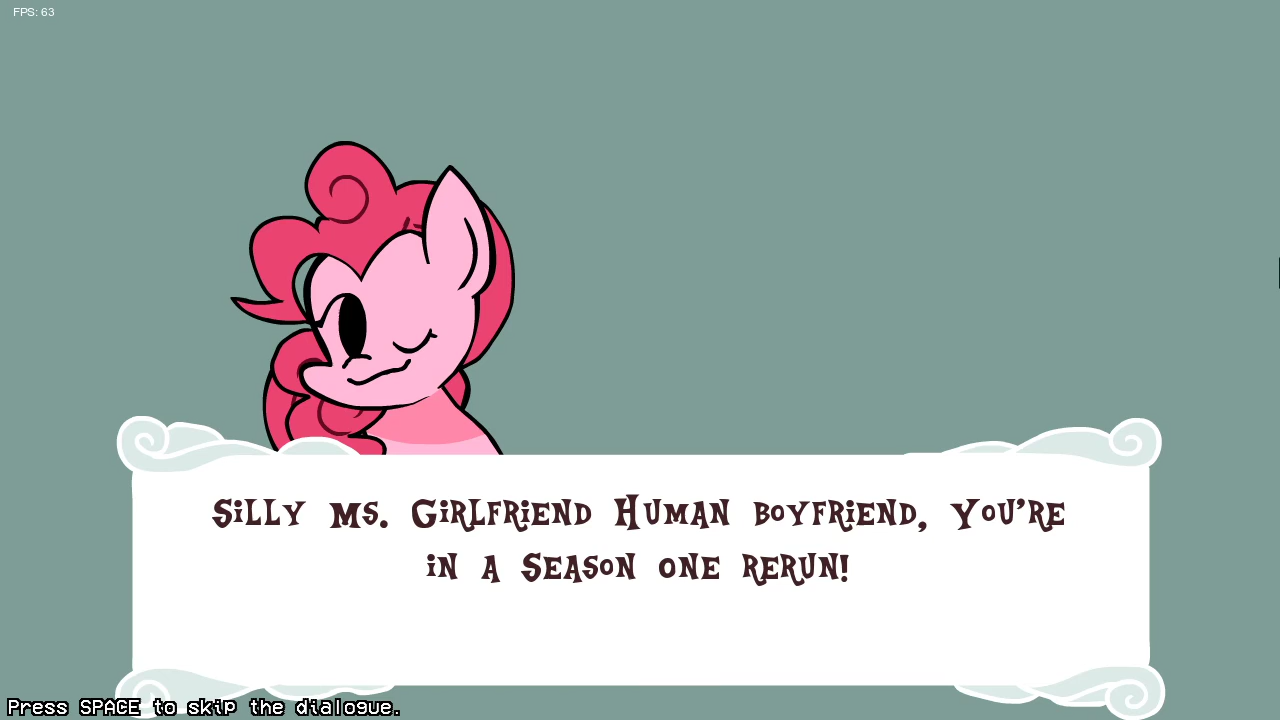 FPS: 63
Silly Ms. Girlfriend Human boyfriend, You're
in a Season one rerun!
Press SPACE to skip the dialogue.